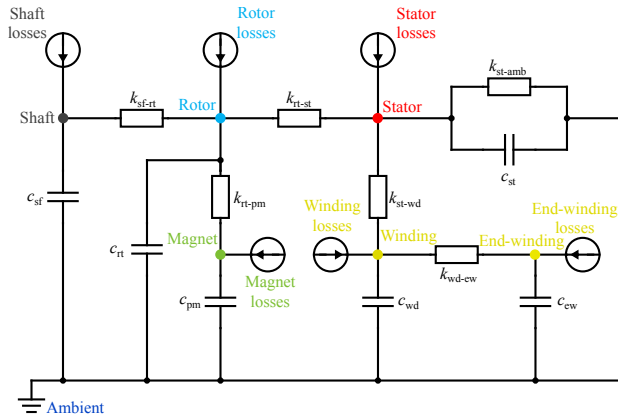 Shaft
losses
Rotor
losses
Stator
losses
k_st-amb
k_sf-rt
k_rt-st
Shaft
Rotor
Stator
c_st
c_sf
k_rt-pm
k_st-wd
Winding
losses
End-winding
losses
Magnet
Winding
End-winding
c_rt
Magnet
losses
k_wd-ew
c_pm
c_wd
c_ew
Ambient